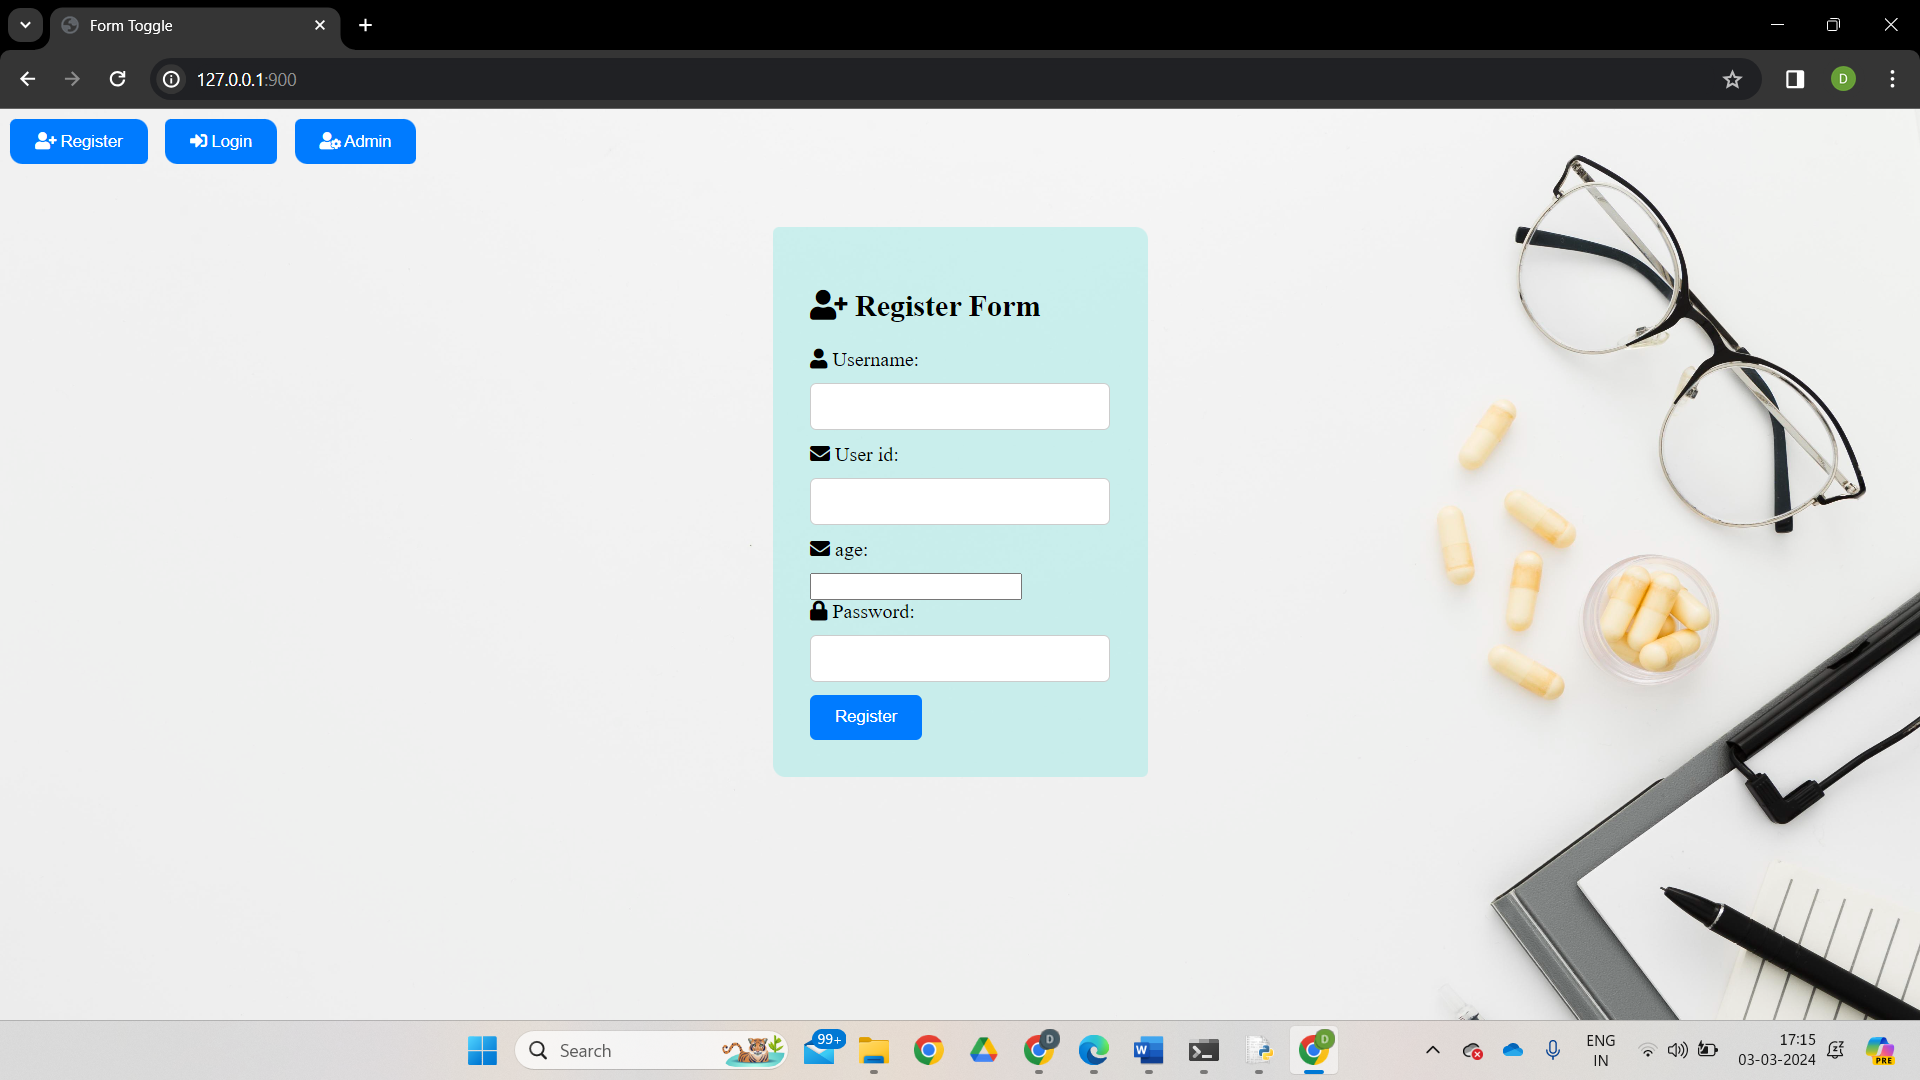 Form Toggle
127.0.0.1:900
Register
Login
Admin
Register Form
Username:
User id:
age:
Password:
Register
Search
99+
D
D
D
W
ENG
IN
17:15
03-03-2024
PRE